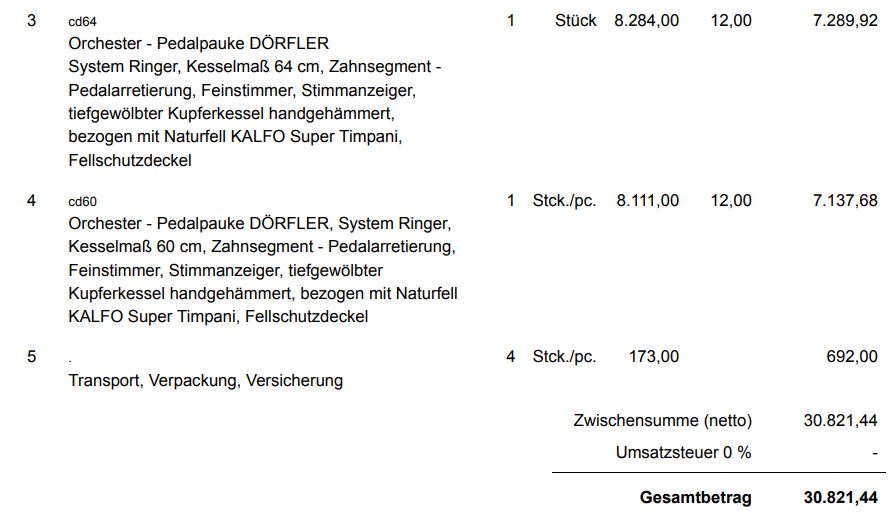 3 cd64 1 Stück 8.284,00 12,00 7.289,92
Orchester - Pedalpauke DÖRFLER
System Ringer, Kesselmaß 64 cm, Zahnsegment -
Pedalarretierung, Feinstimmer, Stimmanzeiger,
tiefgewölbter Kupferkessel handgehämmert,
bezogen mit Naturfell KALFO Super Timpani,
Fellschutzdeckel
4 cd60 1 Stck./pc. 8.111,00 12,00 7.137,68
Orchester - Pedalpauke DÖRFLER, System Ringer,
Kesselmaß 60 cm, Zahnsegment - Pedalarretierung,
Feinstimmer, Stimmanzeiger, tiefgewölbter
Kupferkessel handgehämmert, bezogen mit Naturfell
KALFO Super Timpani, Fellschutzdeckel
5 . 4 Stck./pc. 173,00 692,00
Transport, Verpackung, Versicherung
Zwischensumme (netto) 30.821,44
Umsatzsteuer 0 % -
Gesamtbetrag 30.821,44